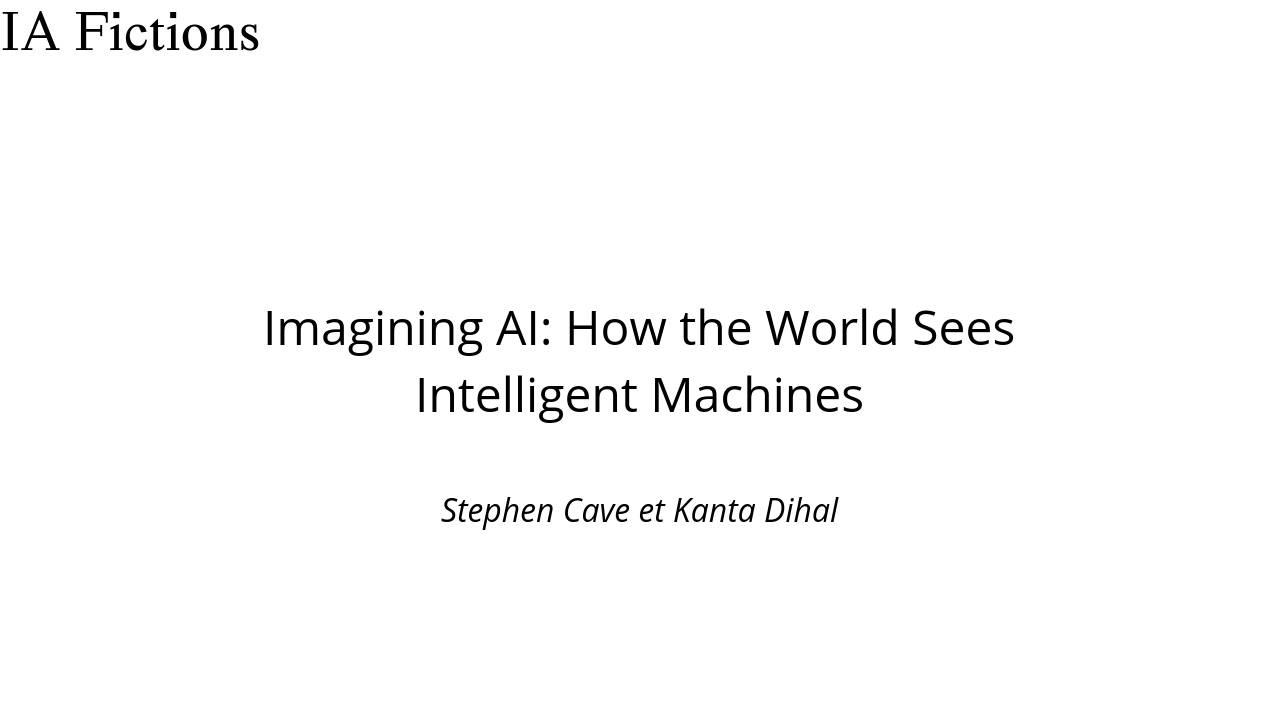 IA Fictions
Imagining AI: How the World Sees
Intelligent Machines
Stephen Cave et Kanta Dihal